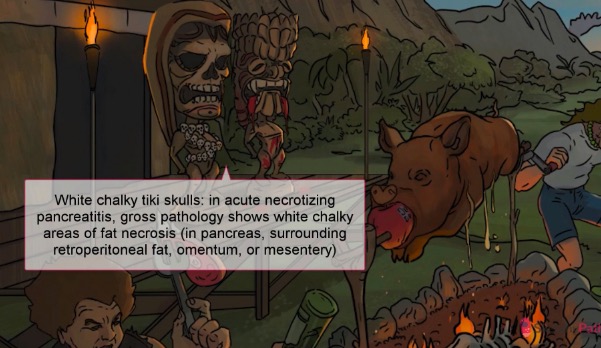 White chalky tiki skulls: in acute necrotizing
pancreatitis, gross pathology shows white chalky
areas of fat necrosis (in pancreas, surrounding
retroperitoneal fat, omentum, or mesentery)